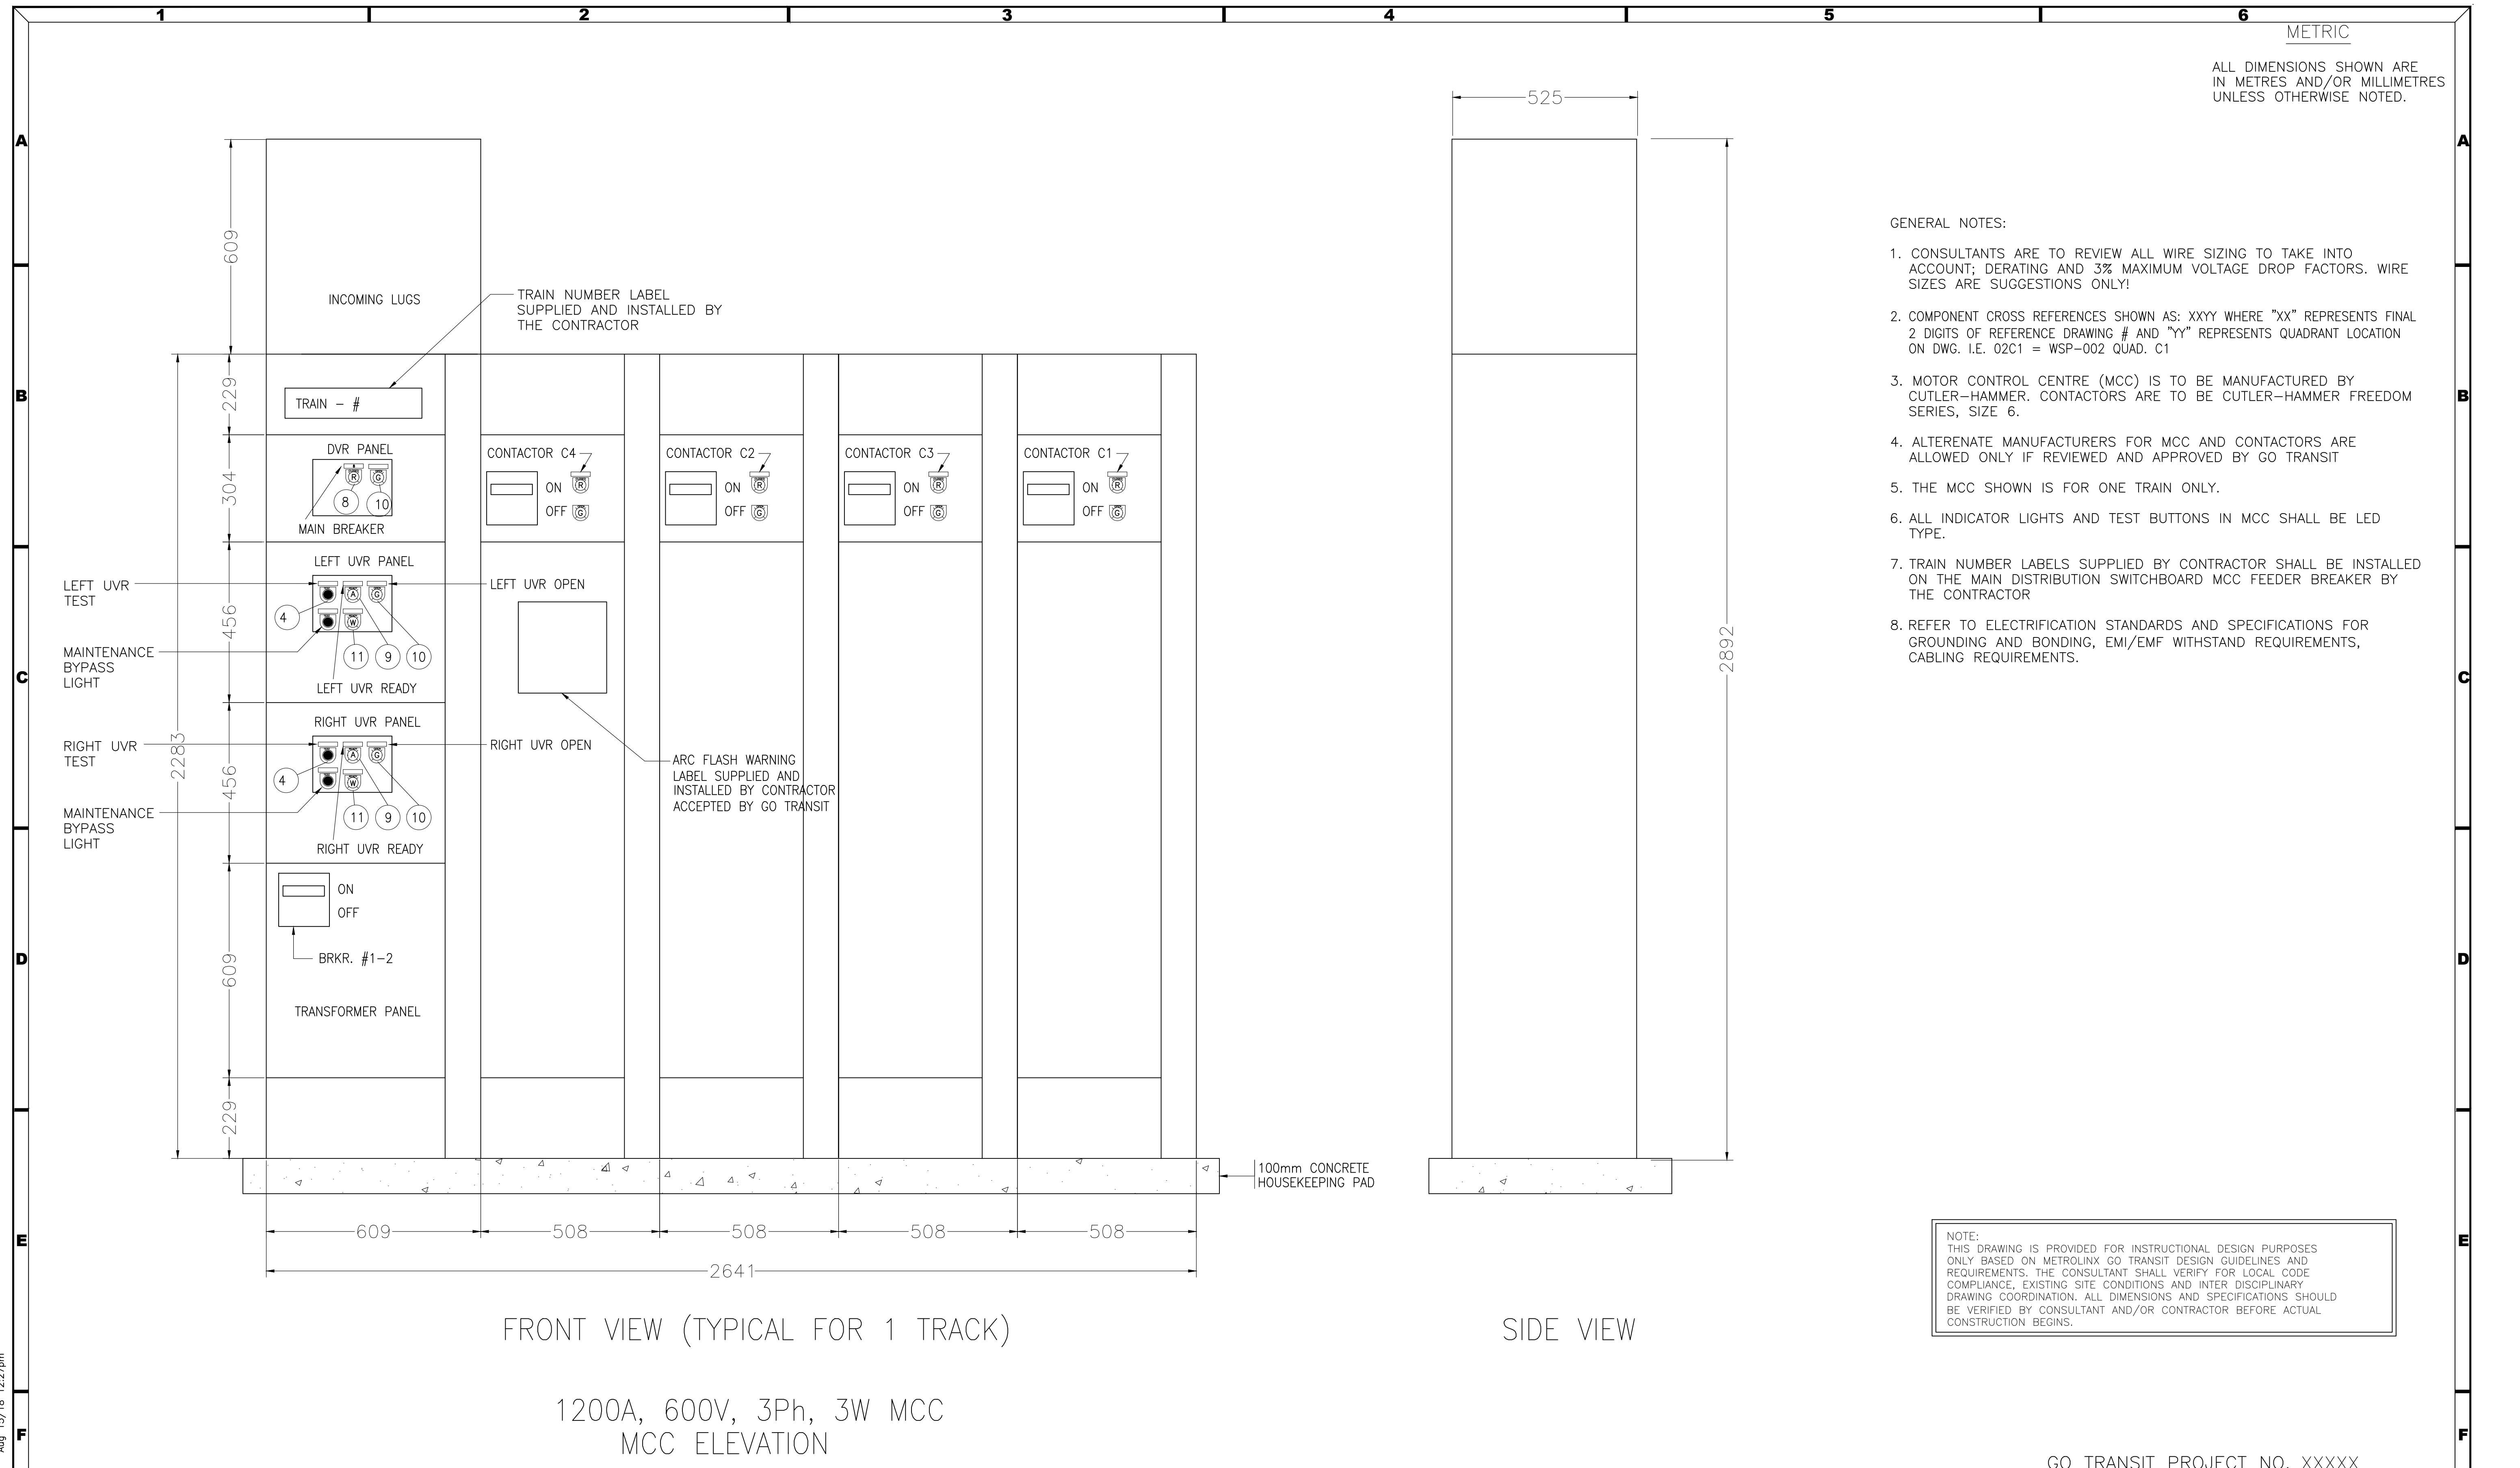 1 2 3 4 5 6
METRIC
ALL DIMENSIONS SHOWN ARE
IN METRES AND/OR MILLIMETRES
UNLESS OTHERWISE NOTED.
525
A A
609
GENERAL NOTES:
1. CONSULTANTS ARE TO REVIEW ALL WIRE SIZING TO TAKE INTO
ACCOUNT; DERATING AND 3% MAXIMUM VOLTAGE DROP FACTORS. WIRE
SIZES ARE SUGGESTIONS ONLY!
2. COMPONENT CROSS REFERENCES SHOWN AS: XXYY WHERE "XX" REPRESENTS FINAL
2 DIGITS OF REFERENCE DRAWING # AND "YY" REPRESENTS QUADRANT LOCATION
ON DWG. I.E. 02C1 = WSP-002 QUAD. C1
3. MOTOR CONTROL CENTRE (MCC) IS TO BE MANUFACTURED BY
CUTLER-HAMMER. CONTACTORS ARE TO BE CUTLER-HAMMER FREEDOM
SERIES, SIZE 6.
4. ALTERENATE MANUFACTURERS FOR MCC AND CONTACTORS ARE
ALLOWED ONLY IF REVIEWED AND APPROVED BY GO TRANSIT
5. THE MCC SHOWN IS FOR ONE TRAIN ONLY.
6. ALL INDICATOR LIGHTS AND TEST BUTTONS IN MCC SHALL BE LED
TYPE.
7. TRAIN NUMBER LABELS SUPPLIED BY CONTRACTOR SHALL BE INSTALLED
ON THE MAIN DISTRIBUTION SWITCHBOARD MCC FEEDER BREAKER BY
THE CONTRACTOR
8. REFER TO ELECTRIFICATION STANDARDS AND SPECIFICATIONS FOR
GROUNDING AND BONDING, EMI/EMF WITHSTAND REQUIREMENTS,
CABLING REQUIREMENTS.
INCOMING LUGS
TRAIN NUMBER LABEL
SUPPLIED AND INSTALLED BY
THE CONTRACTOR
B B
229
TRAIN - #
304
DVR PANEL
R G
8 10
MAIN BREAKER
CONTACTOR C4
ON R
OFF G
CONTACTOR C2
ON R
OFF G
CONTACTOR C3
ON R
OFF G
CONTACTOR C1
ON R
OFF G
LEFT UVR PANEL
LEFT UVR
TEST
LEFT UVR OPEN
A G
4
W
456
MAINTENANCE
BYPASS
LIGHT
11 9 10
LEFT UVR READY
C C
2892
2283
RIGHT UVR PANEL
RIGHT UVR
TEST
RIGHT UVR OPEN
A G
4
W
456
MAINTENANCE
BYPASS
LIGHT
11 9 10
RIGHT UVR READY
ARC FLASH WARNING
LABEL SUPPLIED AND
INSTALLED BY CONTRACTOR
ACCEPTED BY GO TRANSIT
ON
OFF
BRKR. #1-2
609
D D
TRANSFORMER PANEL
229
100mm CONCRETE
HOUSEKEEPING PAD
609 508 508 508 508
E E
2641
NOTE:
THIS DRAWING IS PROVIDED FOR INSTRUCTIONAL DESIGN PURPOSES
ONLY BASED ON METROLINX GO TRANSIT DESIGN GUIDELINES AND
REQUIREMENTS. THE CONSULTANT SHALL VERIFY FOR LOCAL CODE
COMPLIANCE, EXISTING SITE CONDITIONS AND INTER DISCIPLINARY
DRAWING COORDINATION. ALL DIMENSIONS AND SPECIFICATIONS SHOULD
BE VERIFIED BY CONSULTANT AND/OR CONTRACTOR BEFORE ACTUAL
CONSTRUCTION BEGINS.
FRONT VIEW (TYPICAL FOR 1 TRACK)
SIDE VIEW
1200A, 600V, 3Ph, 3W MCC
MCC ELEVATION
F F
GO TRANSIT PROJECT NO. XXXXX